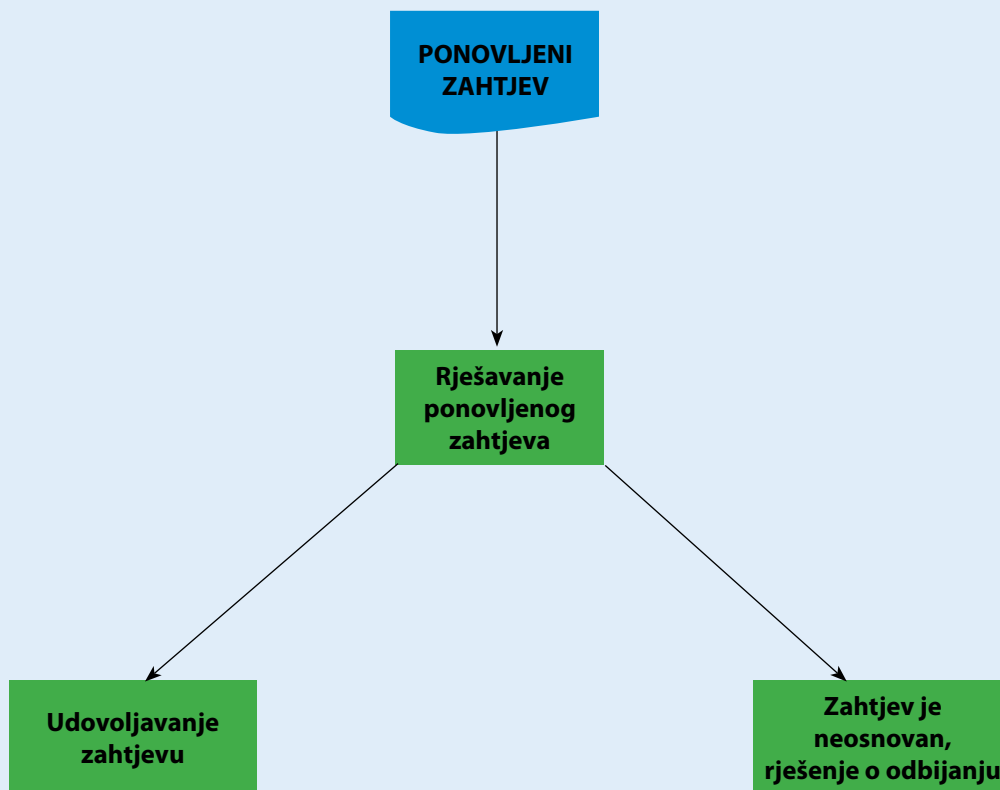 PONOVLJENI
ZAHTJEV
Rješavanje
ponovljenog
zahtjeva
Udovoljavanje
zahtjevu
Zahtjev je
neosnovan,
rješenje o odbijanju